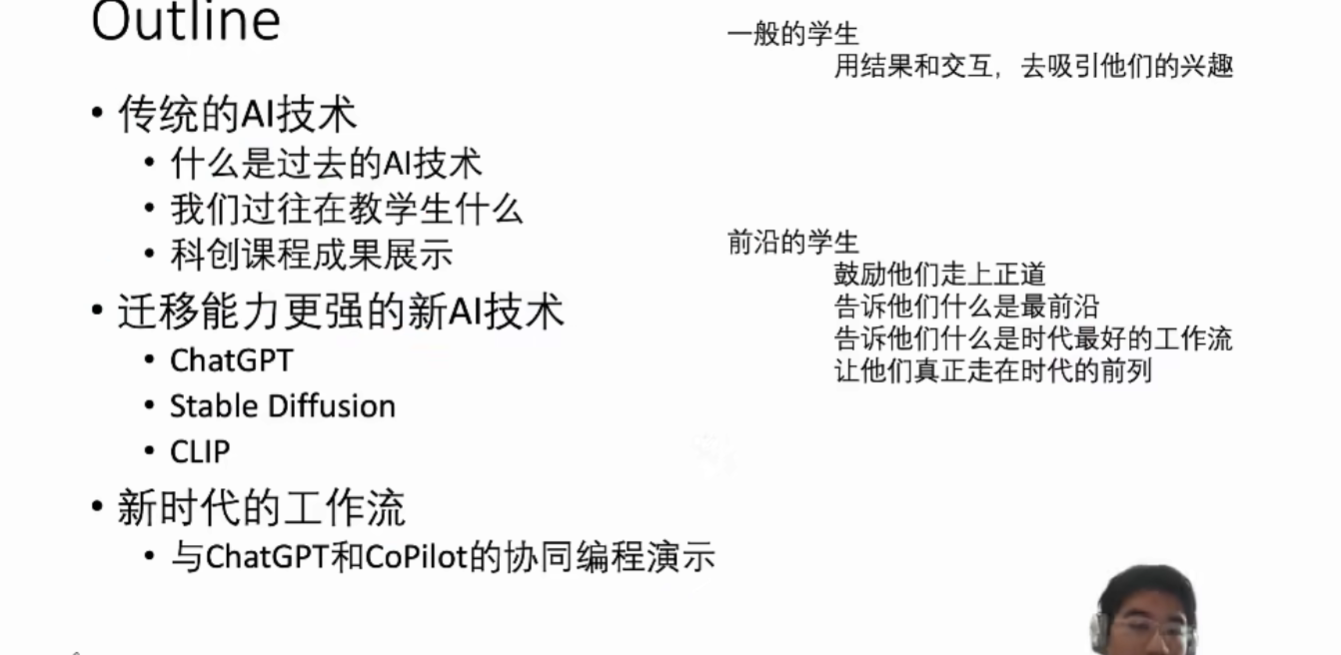 Outline
• 传统的AI技术
• 什么是过去的AI技术
• 我们过往在教学生什么
• 科创课程成果展示
• 迁移能力更强的新AI技术
• ChatGPT
• Stable Diffusion
• CLIP
• 新时代的工作流
• 与ChatGPT和CoPilot的协同编程演示
一般的学生
用结果和交互，去吸引他们的兴趣
前沿的学生
鼓励他们走上正道
告诉他们什么是最前沿
告诉他们什么是时代最好的工作流
让他们真正走在时代的前列